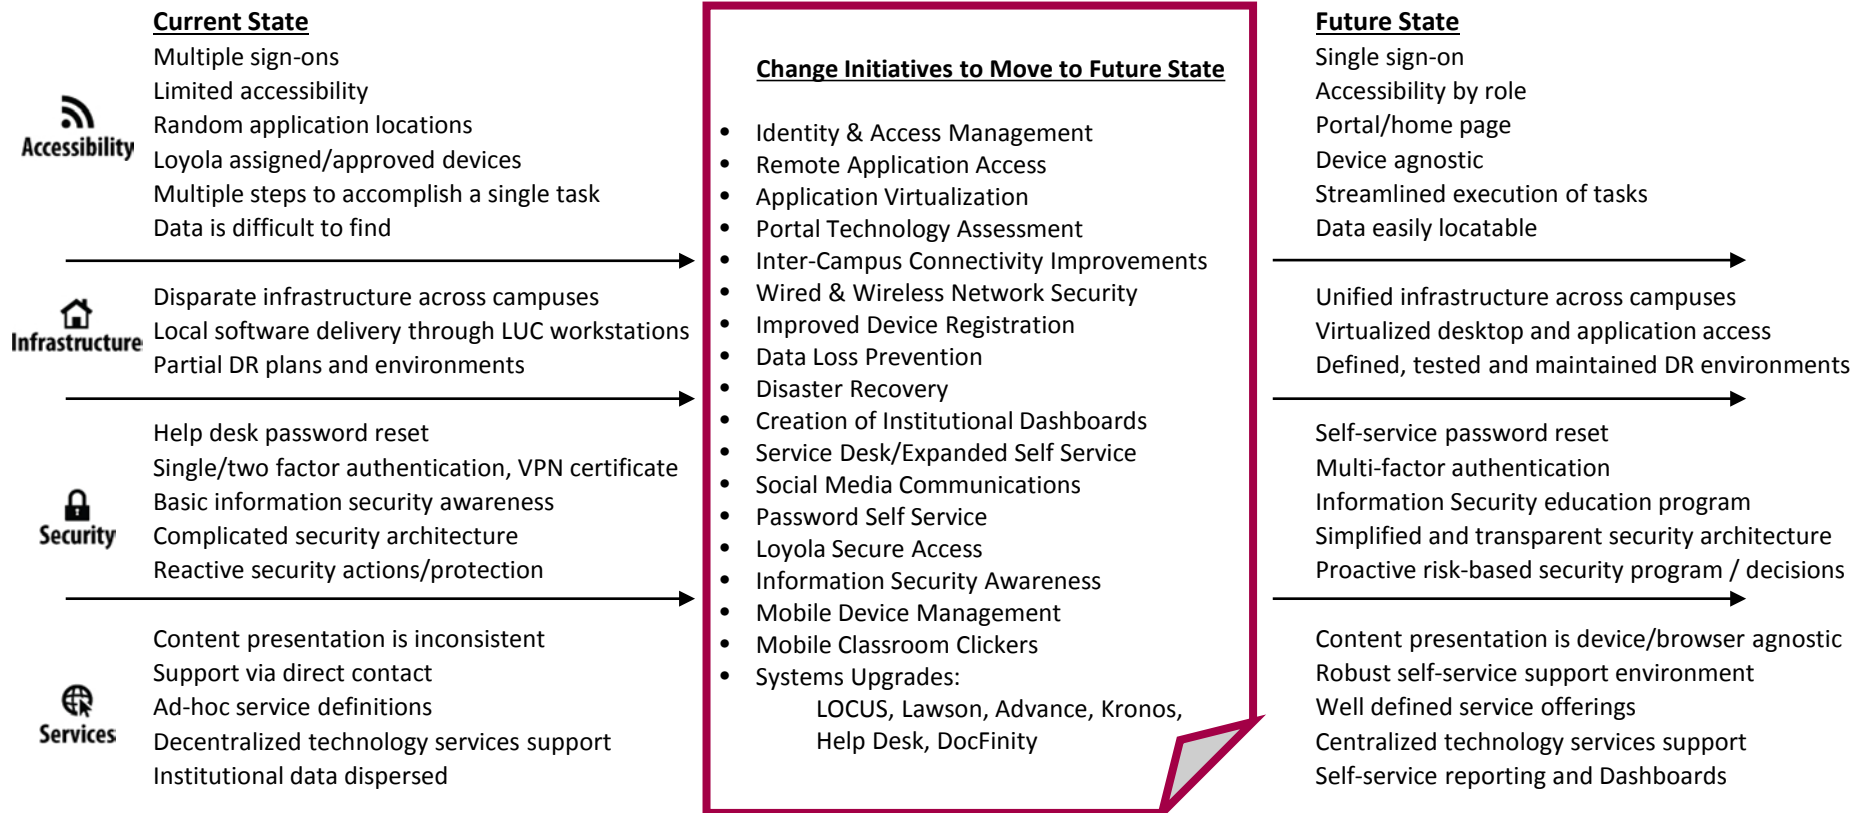 Current State
Multiple sign-ons
Limited accessibility
Random application locations
Loyola assigned/approved devices
Multiple steps to accomplish a single task
Data is difficult to find
Accessibility
Disparate infrastructure across campuses
Local software delivery through LUC workstations
Partial DR plans and environments
Infrastructure
Help desk password reset
Single/two factor authentication, VPN certificate
Basic information security awareness
Complicated security architecture
Reactive security actions/protection
Security
Content presentation is inconsistent
Support via direct contact
Ad-hoc service definitions
Decentralized technology services support
Institutional data dispersed
Services
Change Initiatives to Move to Future State
• Identity & Access Management
• Remote Application Access
• Application Virtualization
• Portal Technology Assessment
• Inter-Campus Connectivity Improvements
• Wired & Wireless Network Security
• Improved Device Registration
• Data Loss Prevention
• Disaster Recovery
• Creation of Institutional Dashboards
• Service Desk/Expanded Self Service
• Social Media Communications
• Password Self Service
• Loyola Secure Access
• Information Security Awareness
• Mobile Device Management
• Mobile Classroom Clickers
• Systems Upgrades:
LOCUS, Lawson, Advance, Kronos,
Help Desk, DocFinity
Future State
Single sign-on
Accessibility by role
Portal/home page
Device agnostic
Streamlined execution of tasks
Data easily locatable
Unified infrastructure across campuses
Virtualized desktop and application access
Defined, tested and maintained DR environments
Self-service password reset
Multi-factor authentication
Information Security education program
Simplified and transparent security architecture
Proactive risk-based security program / decisions
Content presentation is device/browser agnostic
Robust self-service support environment
Well defined service offerings
Centralized technology services support
Self-service reporting and Dashboards